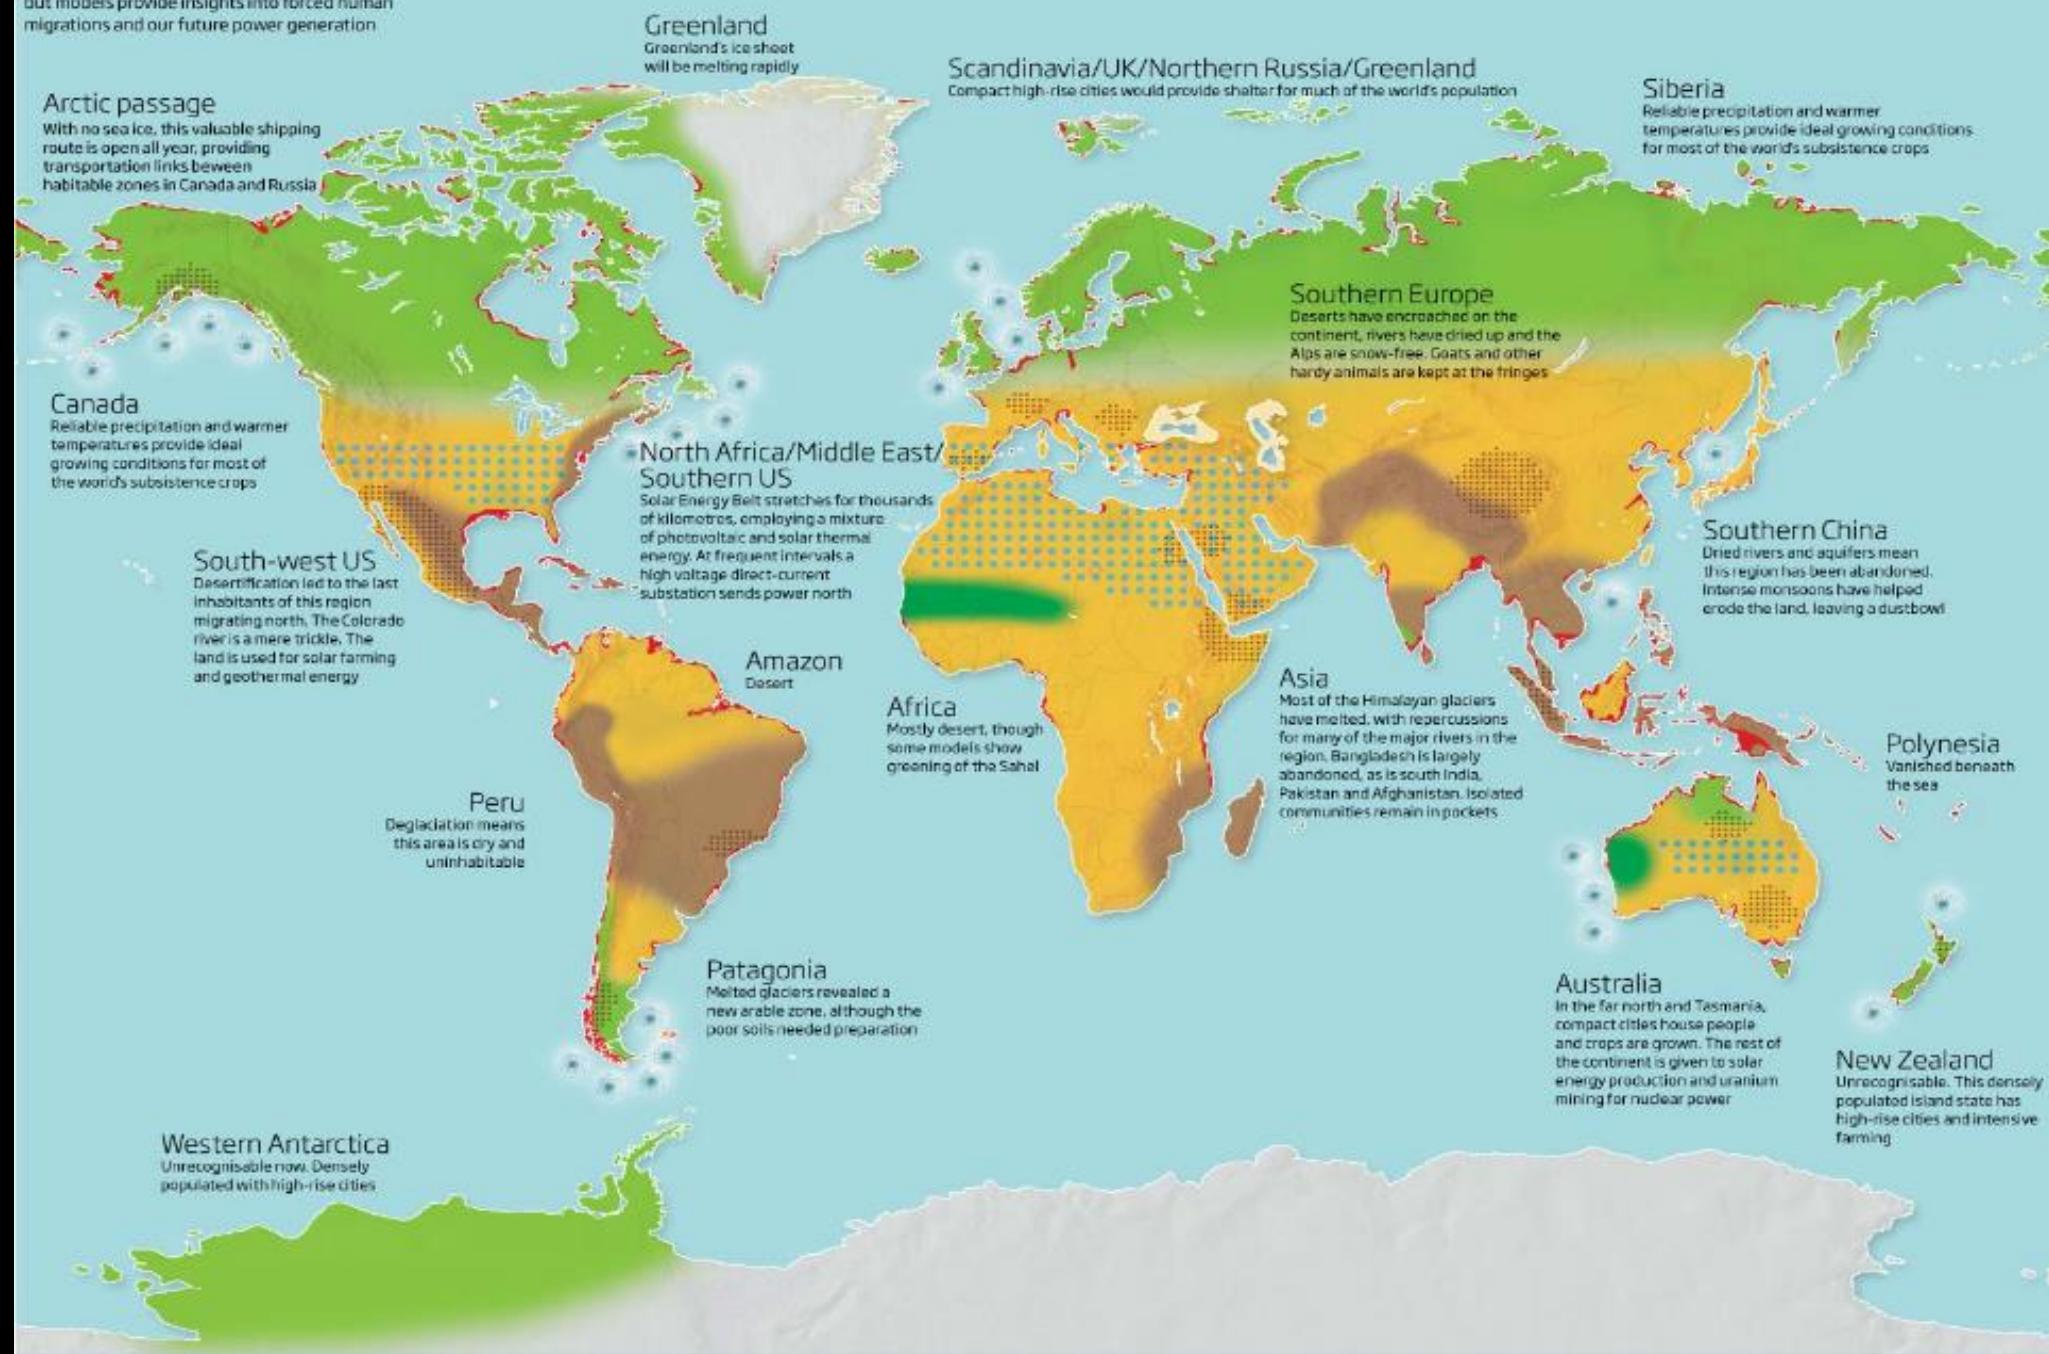 but models provide insights into forced human
migrations and our future power generation
Greenland
Greenland's ice sheet
will be melting rapidly
Scandinavia/UK/Northern Russia/Greenland
Compact high-rise cities would provide shelter for much of the world's population
Siberia
Reliable precipitation and warmer
temperatures provide ideal growing conditions
for most of the world's subsistence crops
Arctic passage
With no sea ice, this valuable shipping
route is open all year, providing
transportation links beween
habitable zones in Canada and Russia
Southern Europe
Deserts have encroached on the
continent, rivers have dried up and the
Alps are snow-free. Goats and other
hardy animals are kept at the fringes
Canada
Reliable precipitation and warmer
temperatures provide ideal
growing conditions for most of
the world's subsistence crops
North Africa/Middle East/
Southern US
Solar Energy Belt stretches for thousands
of kilometres, employing a mixture
of photovoltaic and solar thermal
energy. At frequent intervals a
high voltage direct-current
substation sends power north
South-west US
Desertification led to the last
inhabitants of this region
migrating north. The Colorado
river is a mere trickle. The
land is used for solar farming
and geothermal energy
Southern China
Dried rivers and aquifers mean
this region has been abandoned.
Intense monsoons have helped
erode the land, leaving a dustbowl
Amazon
Desert
Africa
Mostly desert, though
some models show
greening of the Sahel
Asia
Most of the Himalayan glaciers
have melted, with repercussions
for many of the major rivers in the
region. Bangladesh is largely
abandoned, as is south India,
Pakistan and Afghanistan. Isolated
communities remain in pockets
Polynesia
Vanished beneath
the sea
Peru
Deglaciation means
this area is dry and
uninhabitable
Patagonia
Melted glaciers revealed a
new arable zone, although the
poor soils needed preparation
Australia
In the far north and Tasmania,
compact cities house people
and crops are grown. The rest of
the continent is given to solar
energy production and uranium
mining for nuclear power
New Zealand
Unrecognisable. This densely
populated island state has
high-rise cities and intensive
farming
Western Antarctica
Unrecognisable now. Densely
populated with high-rise cities